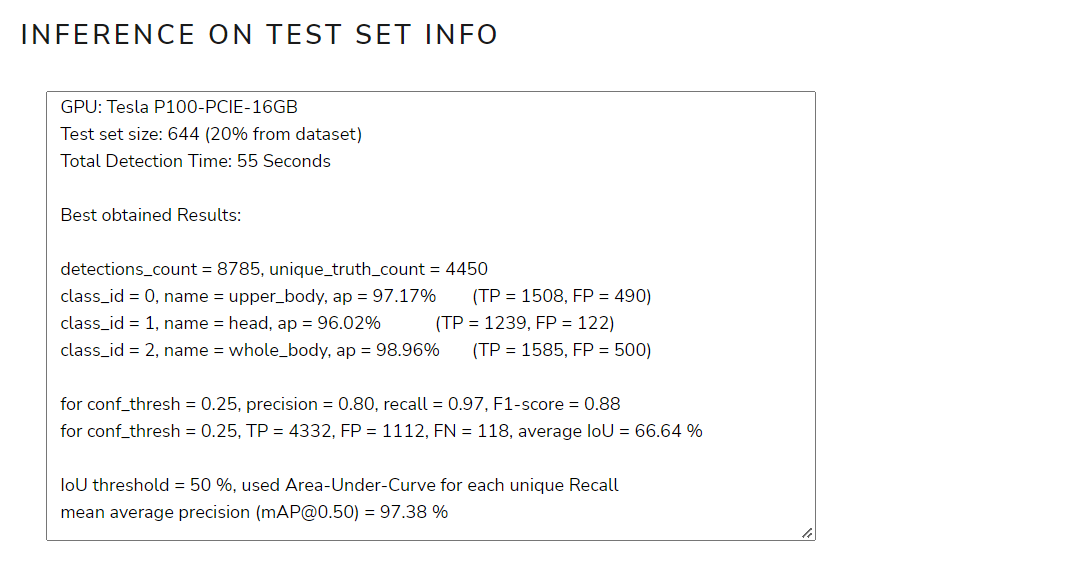 INFERENCE ON TEST SET INFO
GPU: Tesla P100-PCIE-16GB
Test set size: 644 (20% from dataset)
Total Detection Time: 55 Seconds
Best obtained Results:
detections_count = 8785, unique_truth_count = 4450
class_id = 0, name = upper_body, ap = 97.17% (TP = 1508, FP = 490)
class_id = 1, name = head, ap = 96.02% (TP = 1239, FP = 122)
class_id = 2, name = whole_body, ap = 98.96% (TP = 1585, FP = 500)
for conf_thresh = 0.25, precision = 0.80, recall = 0.97, F1-score = 0.88
for conf_thresh = 0.25, TP = 4332, FP = 1112, FN = 118, average IoU = 66.64 %
IoU threshold = 50 %, used Area-Under-Curve for each unique Recall
mean average precision (mAP@0.50) = 97.38 %